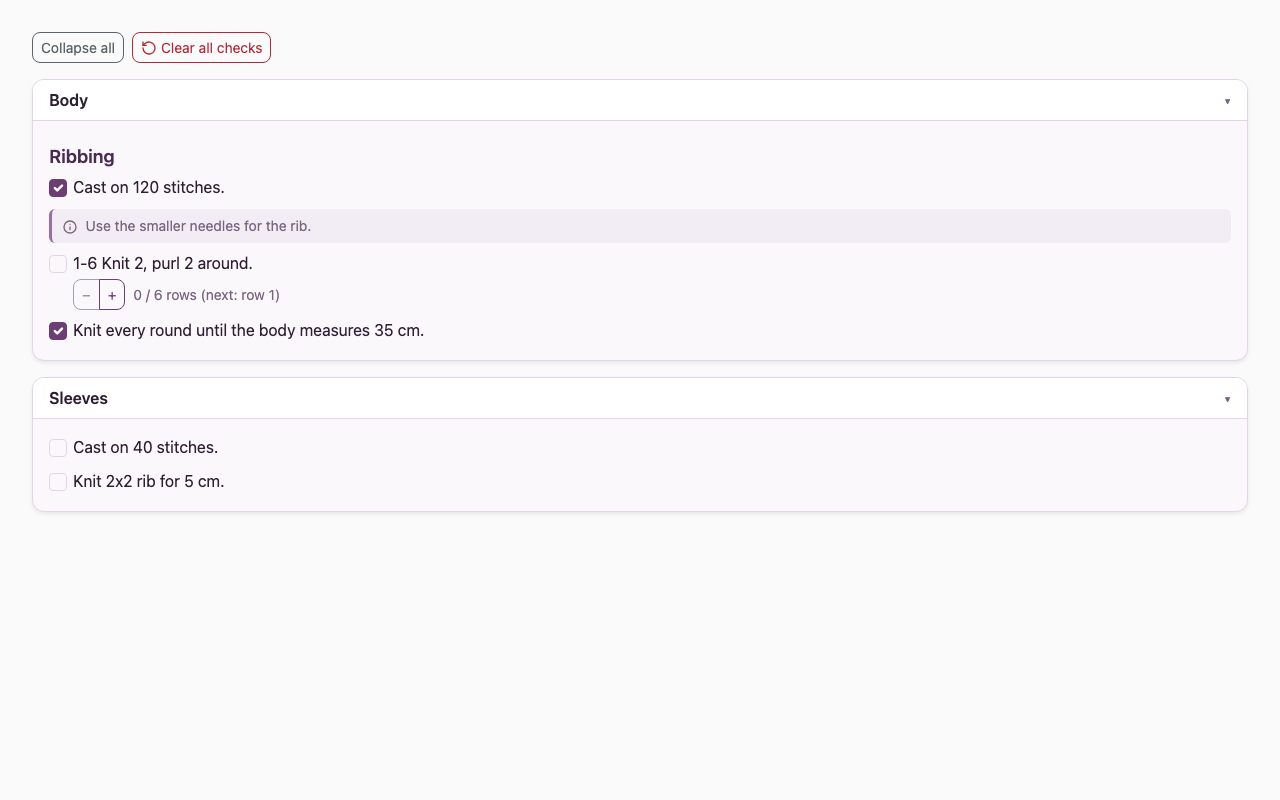 Collapse all
Clear all checks
Body
Ribbing
Cast on 120 stitches.
Use the smaller needles for the rib.
1-6 Knit 2, purl 2 around.
− + 0 / 6 rows (next: row 1)
Knit every round until the body measures 35 cm.
Sleeves
Cast on 40 stitches.
Knit 2x2 rib for 5 cm.